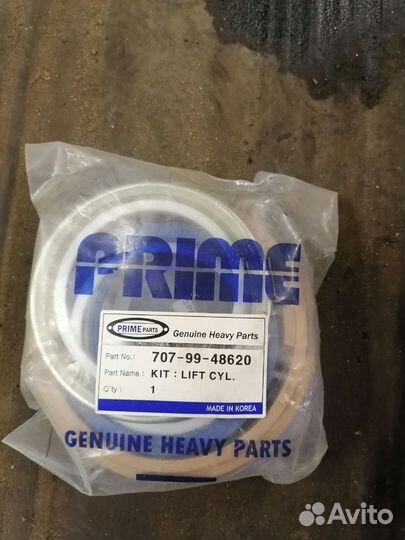 PRIME
PRIME PARTS
Genuine Heavy Parts
Part No.: 707-99-48620
Part Name : KIT : LIFT CYL.
Q'ty : 1
MADE IN KOREA
GENUINE HEAVY PARTS
Avito